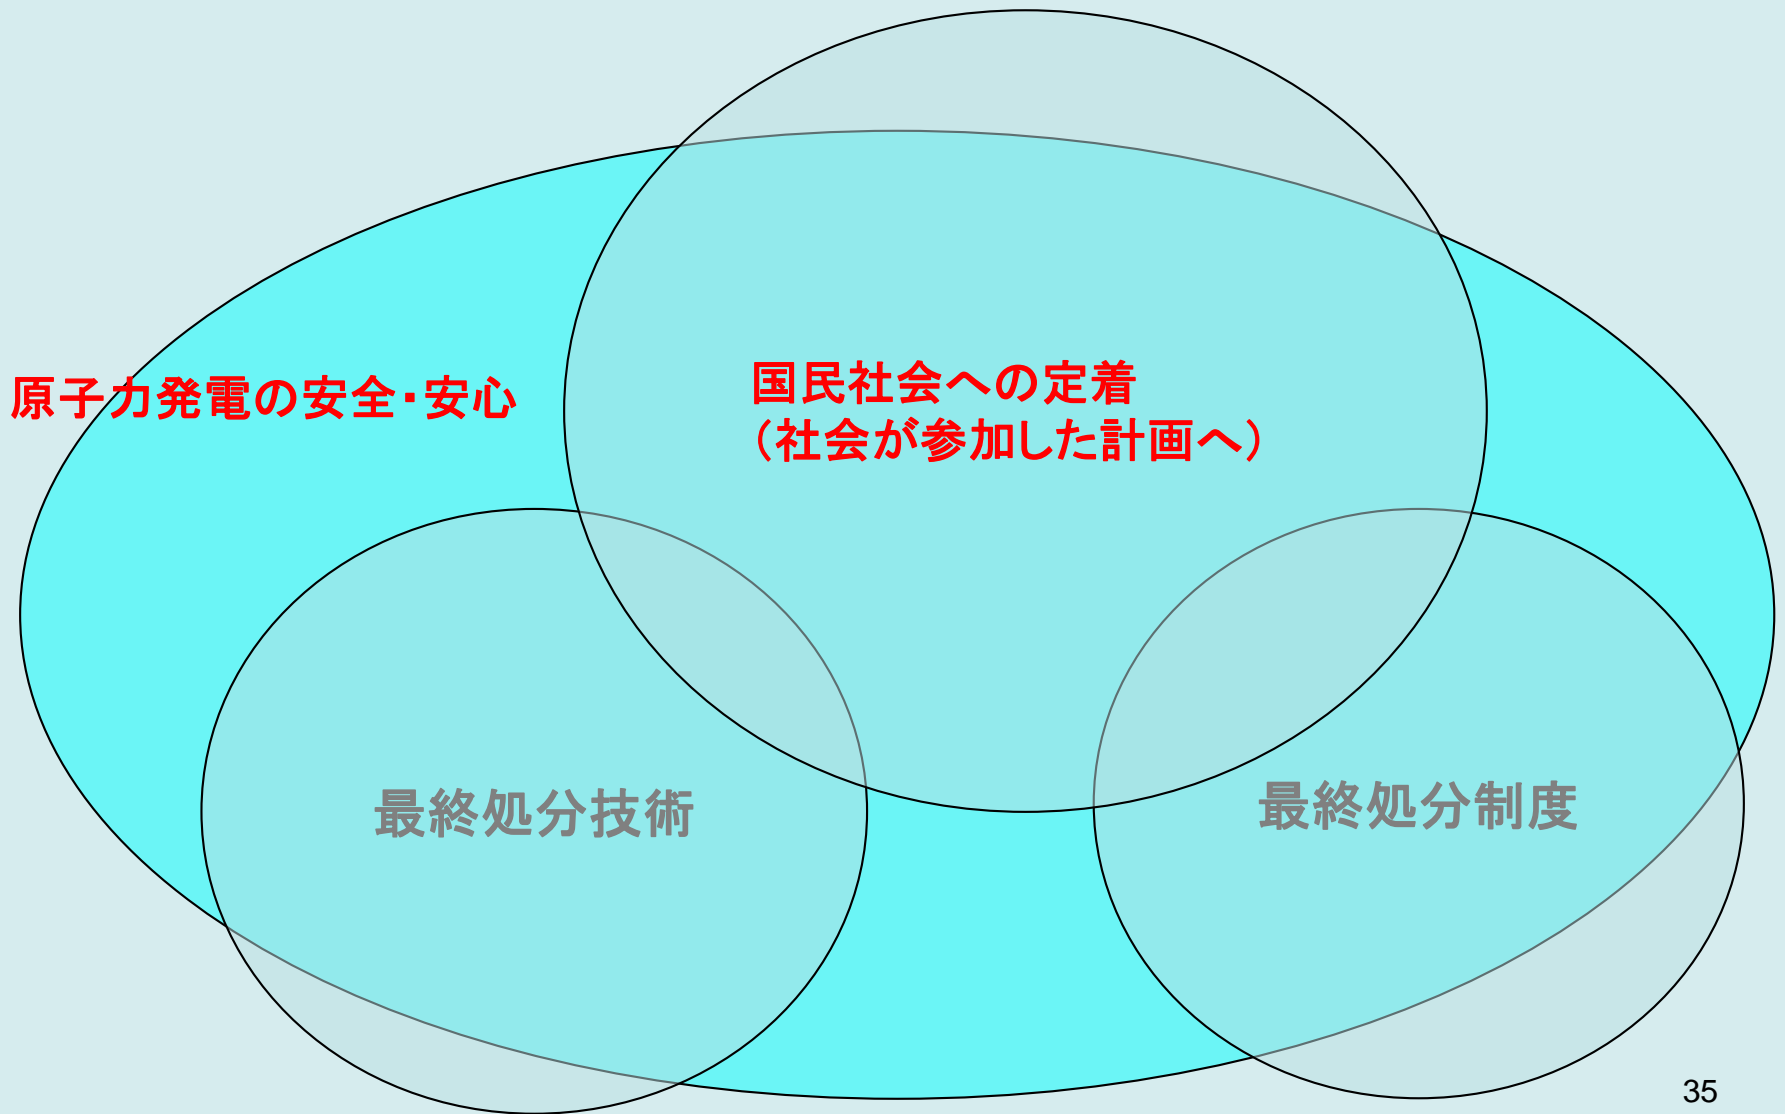 原子力発電の安全・安心
国民社会への定着
（社会が参加した計画へ）
最終処分技術
最終処分制度
35